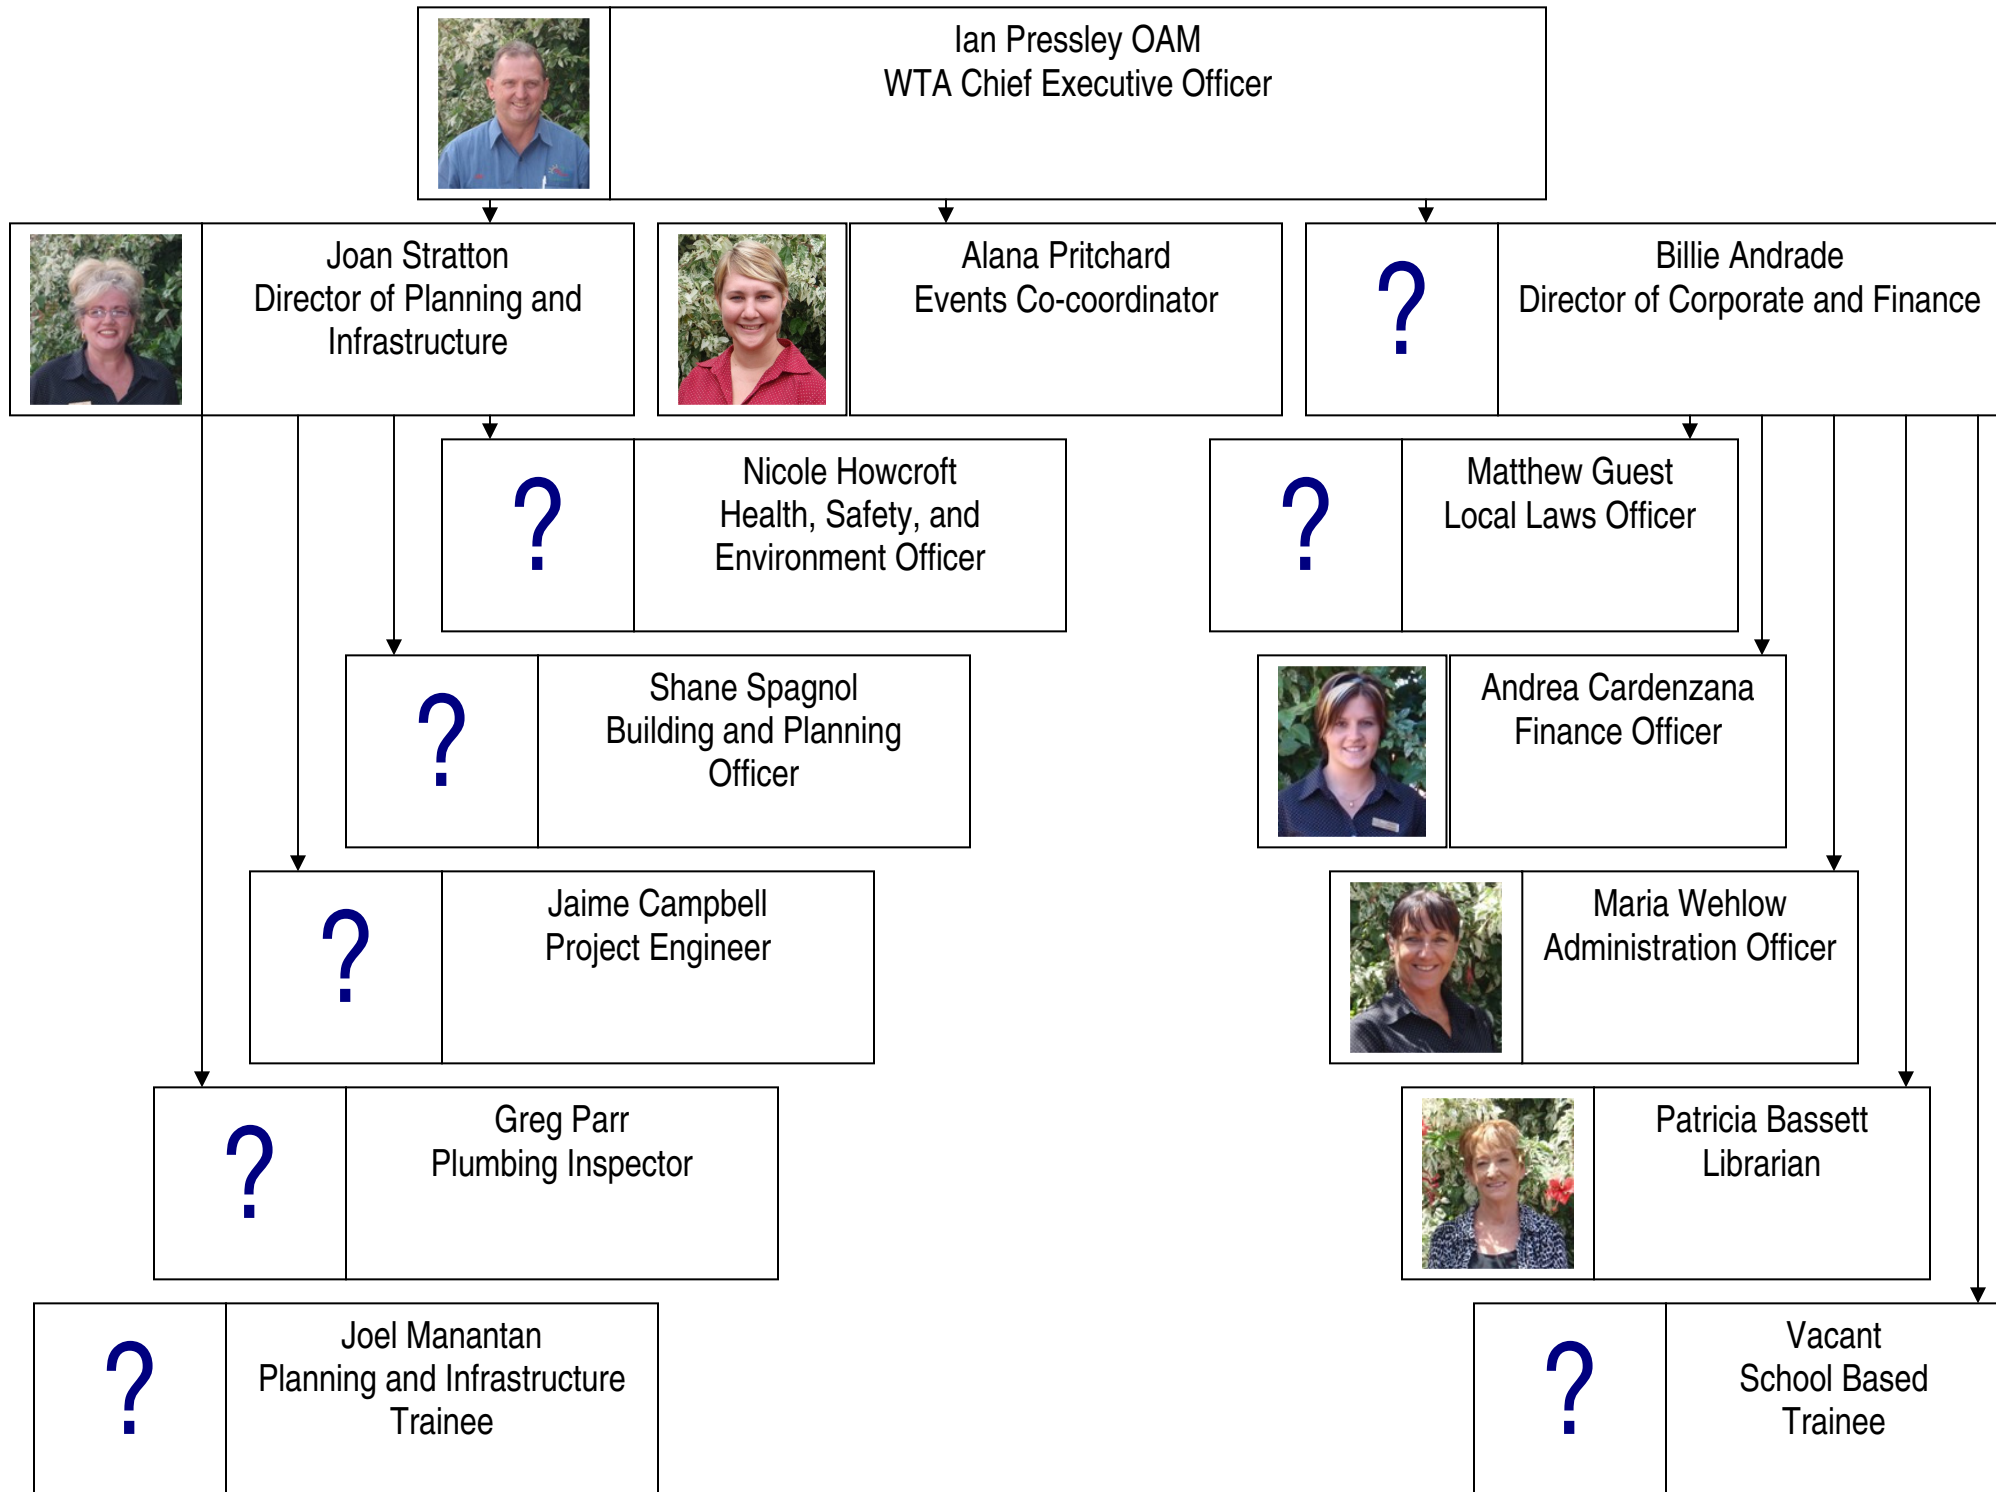 Ian Pressley OAM
WTA Chief Executive Officer
Joan Stratton
Director of Planning and
Infrastructure
Alana Pritchard
Events Co-coordinator
?
Billie Andrade
Director of Corporate and Finance
?
Nicole Howcroft
Health, Safety, and
Environment Officer
?
Matthew Guest
Local Laws Officer
?
Shane Spagnol
Building and Planning
Officer
Andrea Cardenzana
Finance Officer
?
Jaime Campbell
Project Engineer
Maria Wehlow
Administration Officer
?
Greg Parr
Plumbing Inspector
Patricia Bassett
Librarian
?
Joel Manantan
Planning and Infrastructure
Trainee
?
Vacant
School Based
Trainee